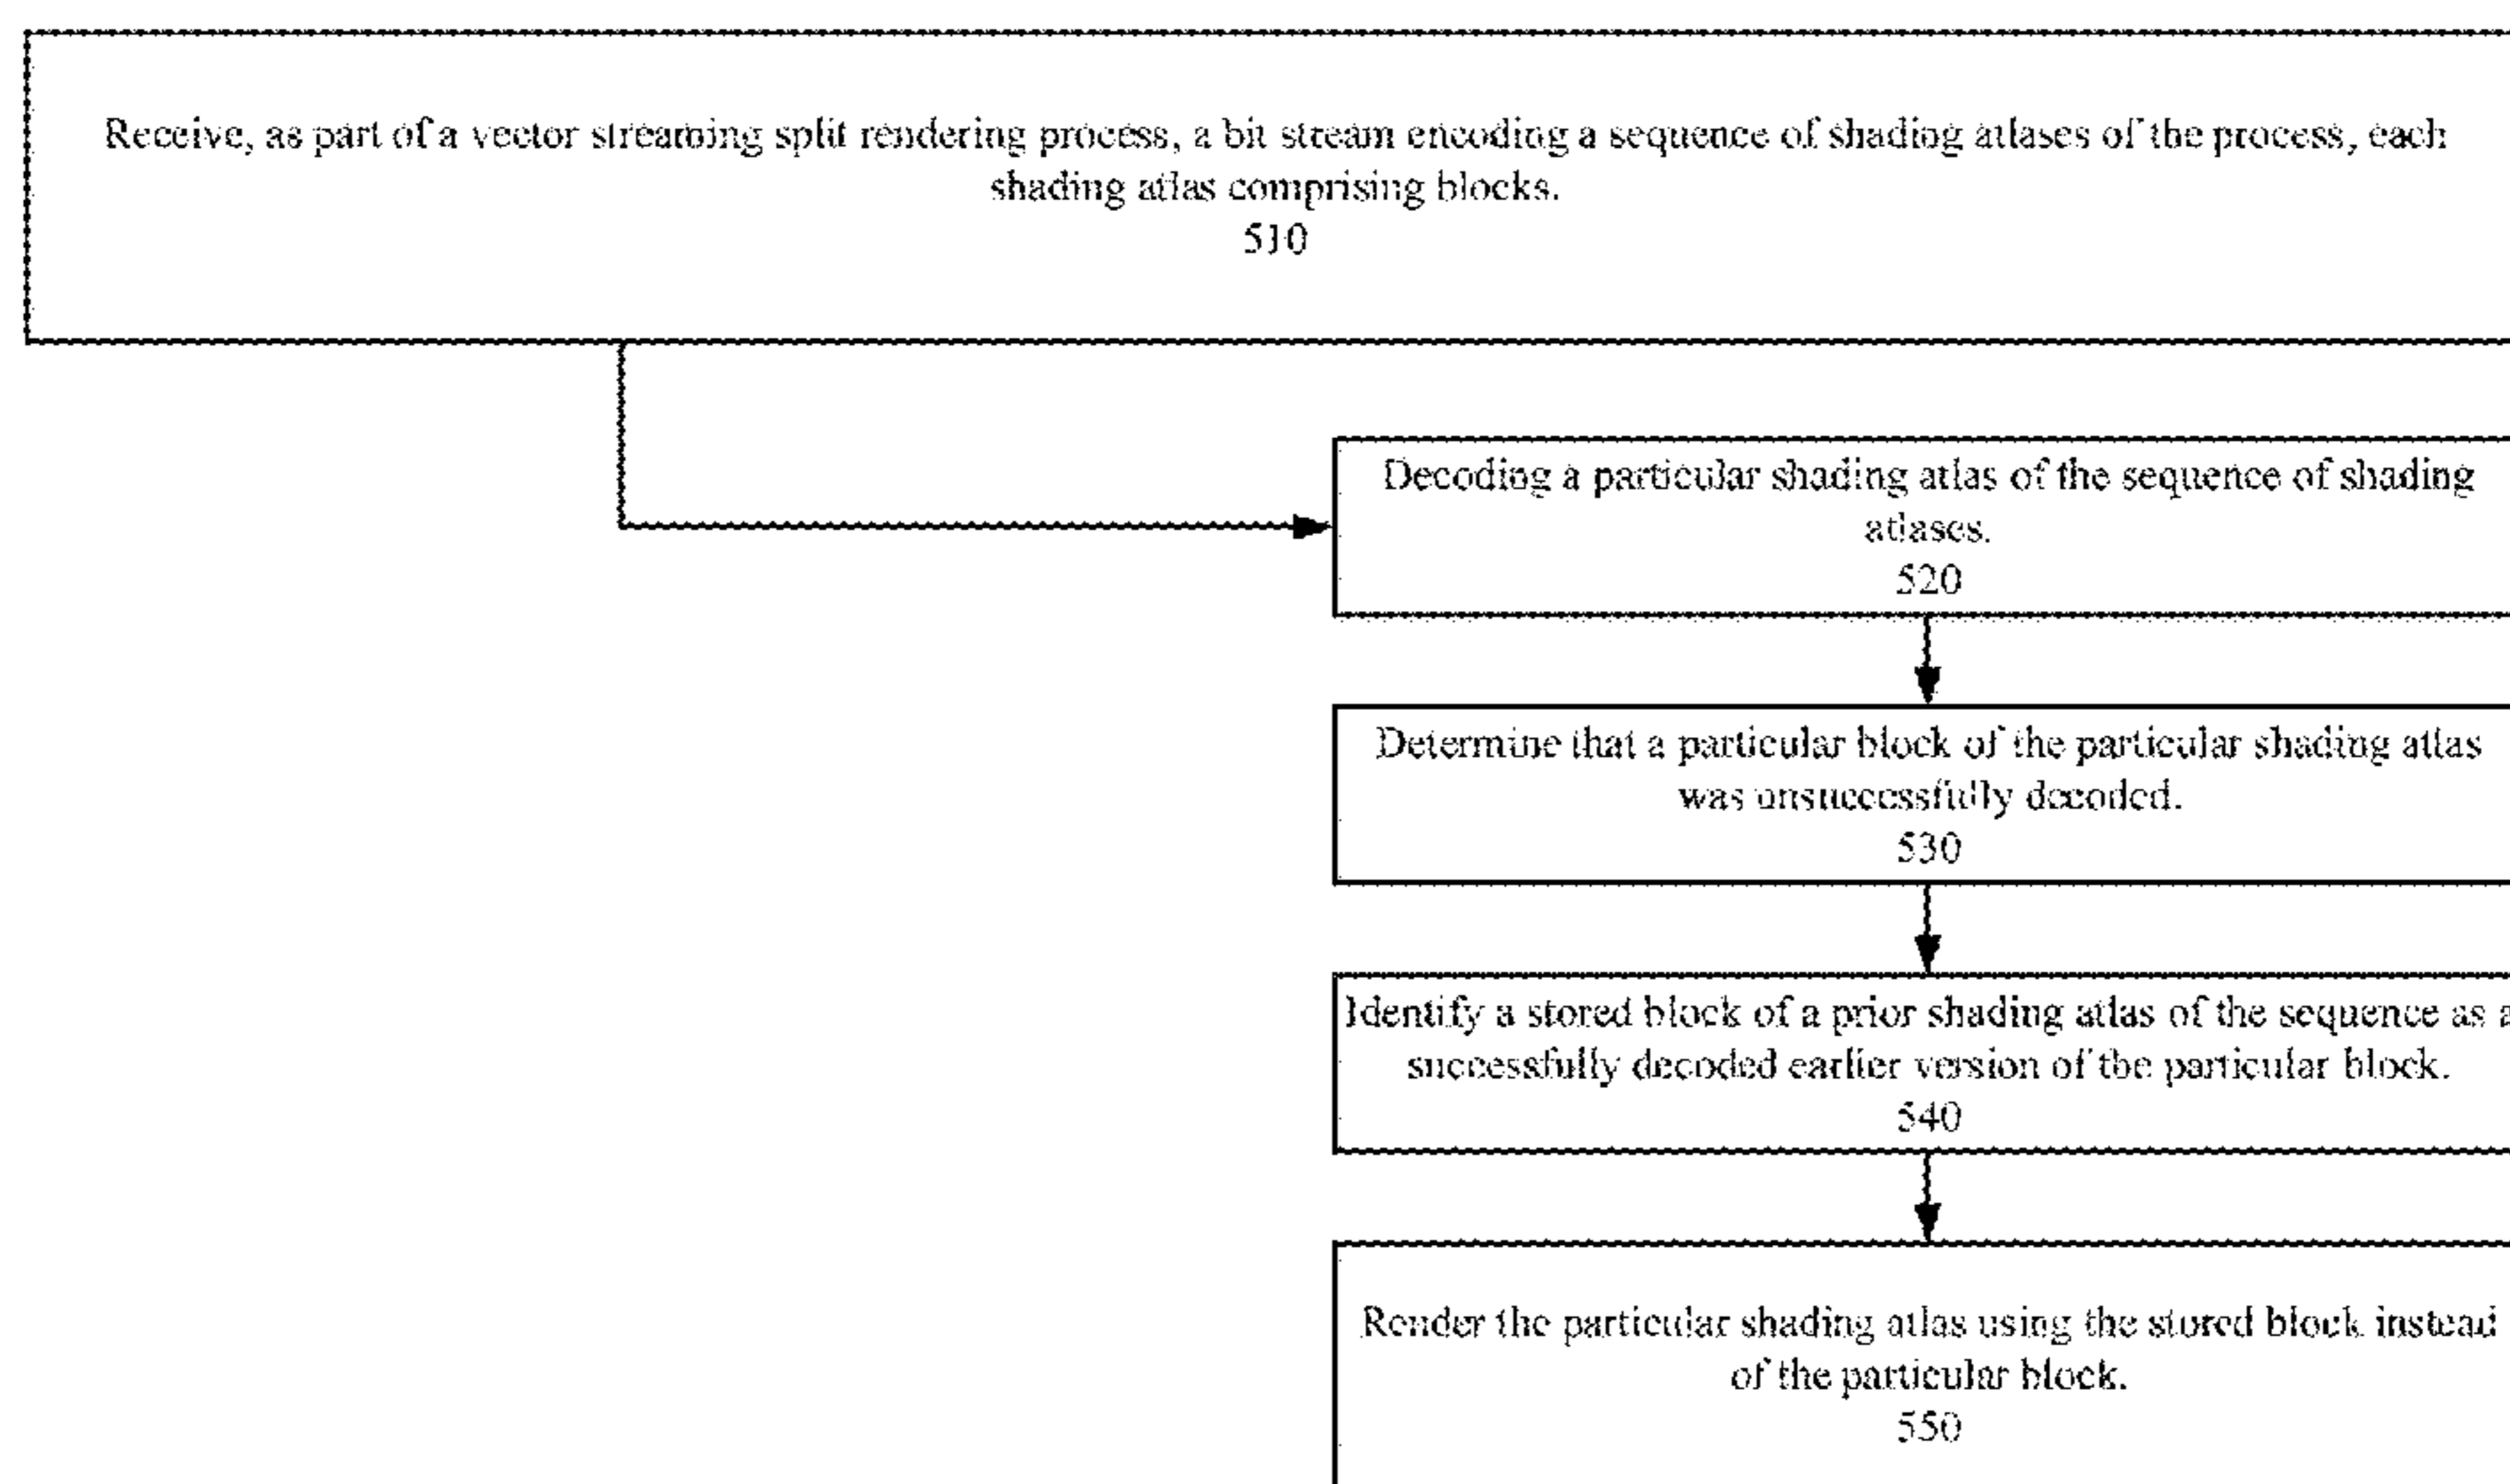 Receive, as part of a vector streaming split rendering process, a bit stream encoding a sequence of shading atlases of the process, each
shading atlas comprising blocks.
510
Decoding a particular shading atlas of the sequence of shading
atlases.
520
Determine that a particular block of the particular shading atlas
was unsuccessfully decoded.
530
Identify a stored block of a prior shading atlas of the sequence as a
successfully decoded earlier version of the particular block.
540
Render the particular shading atlas using the stored block instead
of the particular block.
550